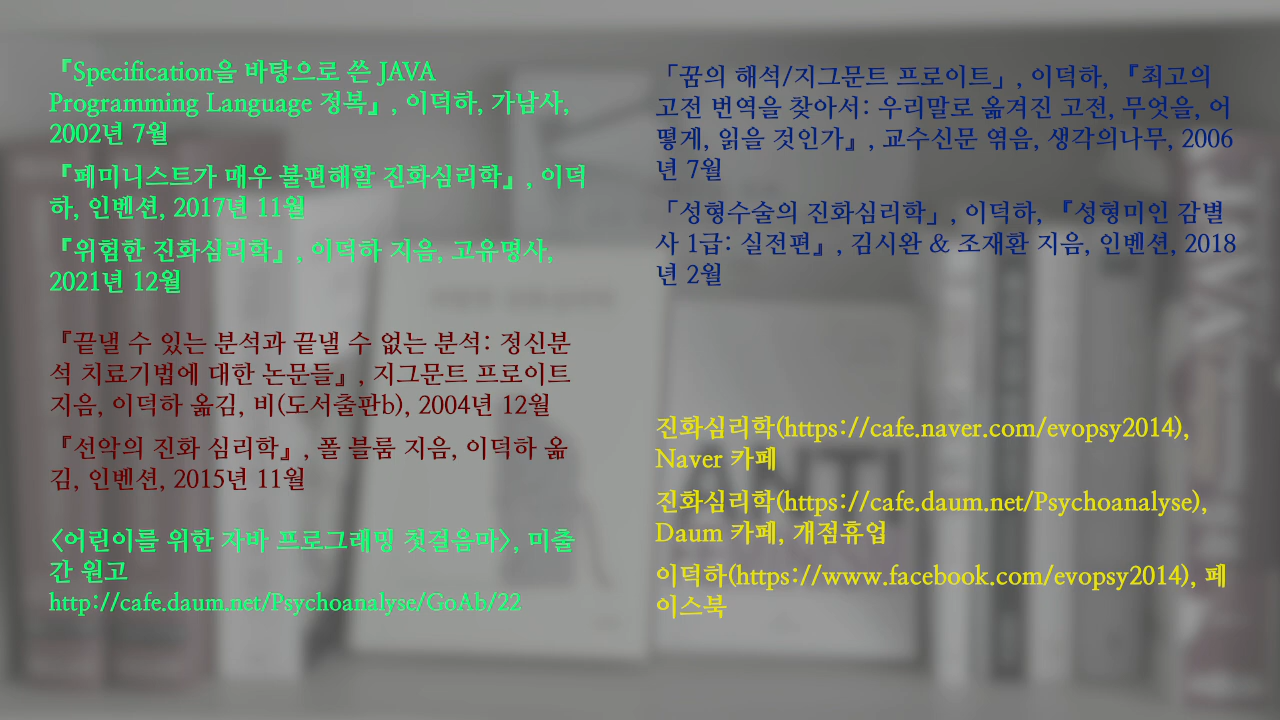 『Specification을 바탕으로 쓴 JAVA
Programming Language 정복』, 이덕하, 가남사,
2002년 7월
『페미니스트가 매우 불편해할 진화심리학』, 이덕
하, 인벤션, 2017년 11월
『위험한 진화심리학』, 이덕하 지음, 고유명사,
2021년 12월
『끝낼 수 있는 분석과 끝낼 수 없는 분석: 정신분
석 치료기법에 대한 논문들』, 지그문트 프로이트
지음, 이덕하 옮김, 비(도서출판b), 2004년 12월
『선악의 진화 심리학』, 폴 블룸 지음, 이덕하 옮
김, 인벤션, 2015년 11월
〈어린이를 위한 자바 프로그래밍 첫걸음마〉, 미출
간 원고
http://cafe.daum.net/Psychoanalyse/GoAb/22
「꿈의 해석/지그문트 프로이트」, 이덕하, 『최고의
고전 번역을 찾아서: 우리말로 옮겨진 고전, 무엇을, 어
떻게, 읽을 것인가』, 교수신문 엮음, 생각의나무, 2006
년 7월
「성형수술의 진화심리학」, 이덕하, 『성형미인 감별
사 1급: 실전편』, 김시완 & 조재환 지음, 인벤션, 2018
년 2월
진화심리학(https://cafe.naver.com/evopsy2014),
Naver 카페
진화심리학(https://cafe.daum.net/Psychoanalyse),
Daum 카페, 개점휴업
이덕하(https://www.facebook.com/evopsy2014), 페
이스북